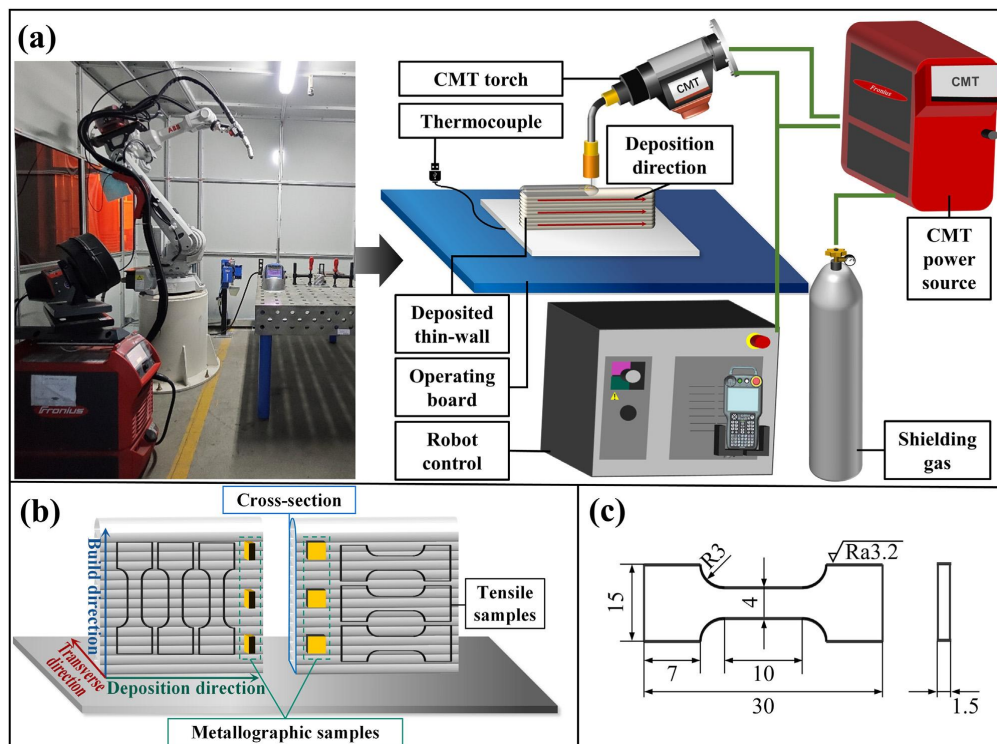 (a)
ABB
Fronius
CMT torch
Thermocouple
CMT
Deposition
direction
Fronius
CMT
CMT
power
source
Deposited
thin-wall
Operating
board
Robot
control
Shielding
gas
(b)
Cross-section
Build direction
Transverse
direction
Deposition direction
Tensile
samples
Metallographic samples
(c)
R3
Ra3.2
15
4
7
10
30
1.5